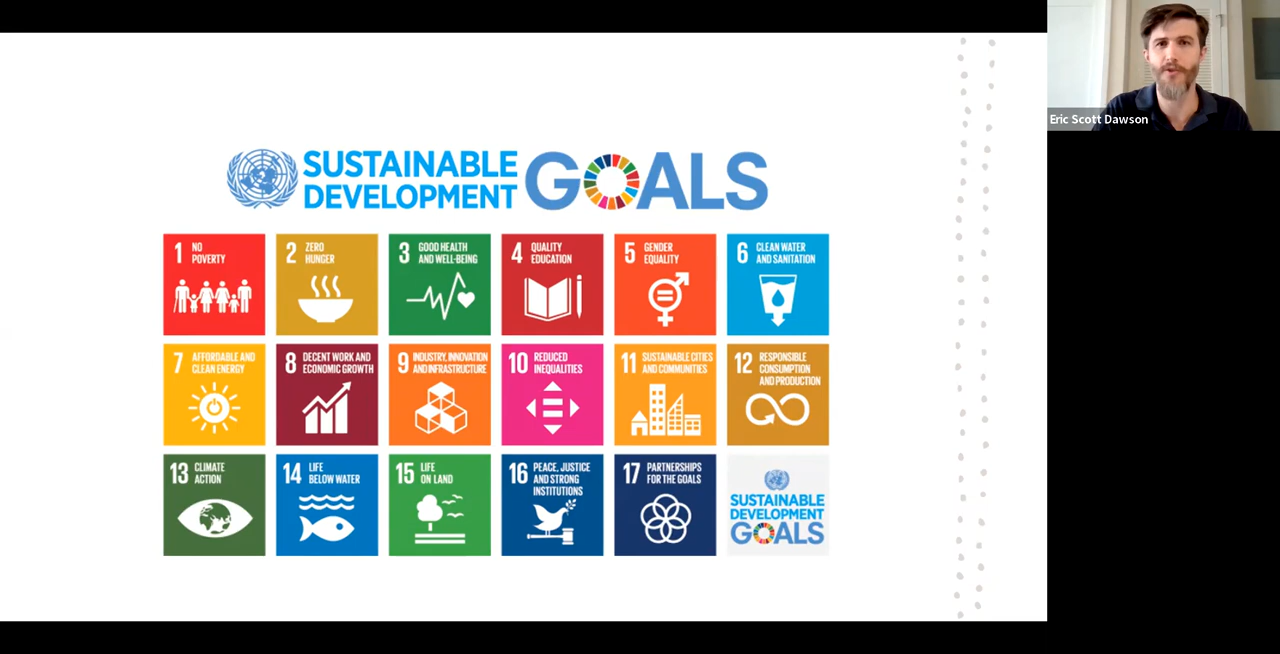 Eric Scott Dawson
SUSTAINABLE
DEVELOPMENT
GOALS
1 NO
POVERTY
2 ZERO
HUNGER
3 GOOD HEALTH
AND WELL-BEING
4 QUALITY
EDUCATION
5 GENDER
EQUALITY
6 CLEAN WATER
AND SANITATION
7 AFFORDABLE AND
CLEAN ENERGY
8 DECENT WORK AND
ECONOMIC GROWTH
9 INDUSTRY, INNOVATION
AND INFRASTRUCTURE
10 REDUCED
INEQUALITIES
11 SUSTAINABLE CITIES
AND COMMUNITIES
12 RESPONSIBLE
CONSUMPTION
AND PRODUCTION
13 CLIMATE
ACTION
14 LIFE
BELOW WATER
15 LIFE
ON LAND
16 PEACE, JUSTICE
AND STRONG
INSTITUTIONS
17 PARTNERSHIPS
FOR THE GOALS
SUSTAINABLE
DEVELOPMENT
GOALS